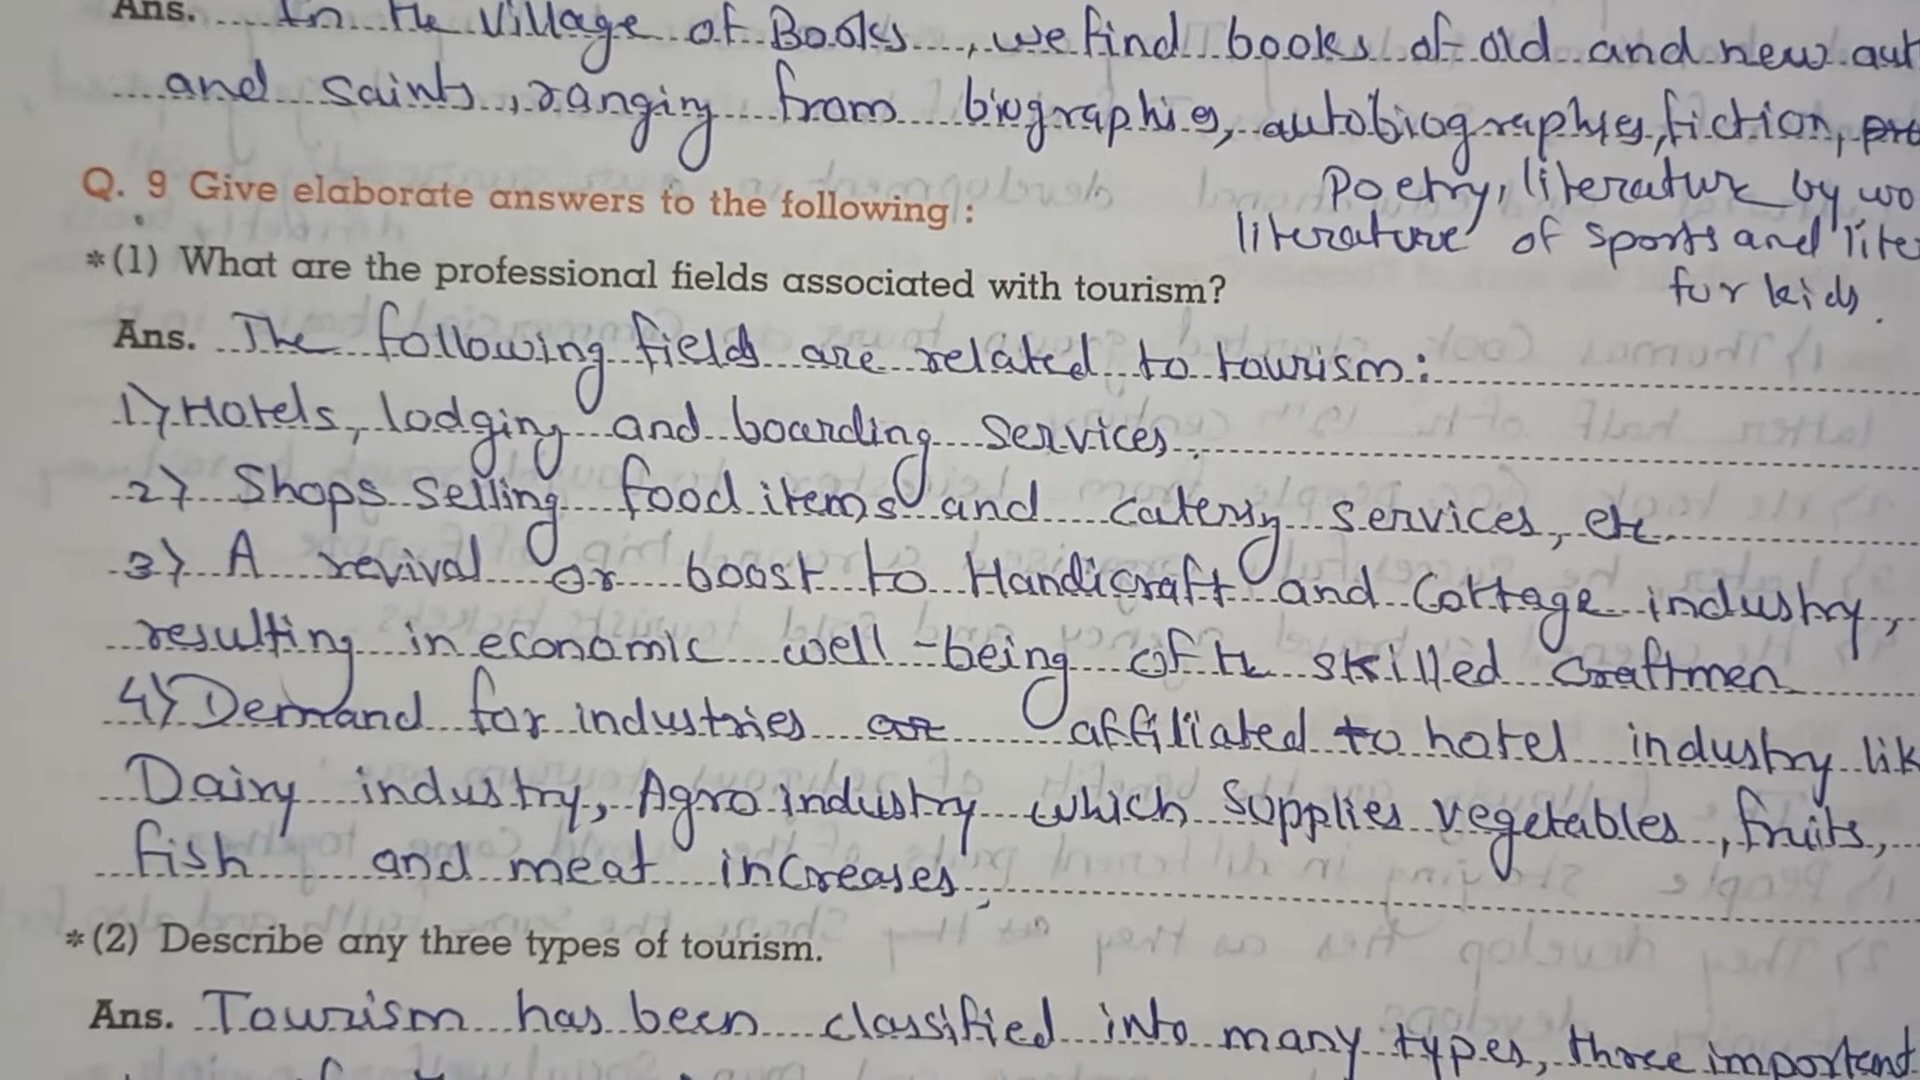 Ans. In the Village of Books, we find books of old and new aut
and saints, ranging from biographies, autobiographies, fiction,
Poetry, literature by wo
literature of sports and lite
for kids.
Q. 9 Give elaborate answers to the following :
*(1) What are the professional fields associated with tourism?
Ans. The following fields are related to tourism:
1) Hotels, lodging and boarding services.
2) Shops selling food items and catering services, etc.
3) A revival or boost to Handicraft and Cottage industry,
resulting in economic well-being of the skilled craftmen
4) Demand for industries affiliated to hotel industry lik
Dairy industry, Agro industry which supplies vegetables, fruits,
fish and meat increases.
*(2) Describe any three types of tourism.
Ans. Tourism has been classified into many types, three important